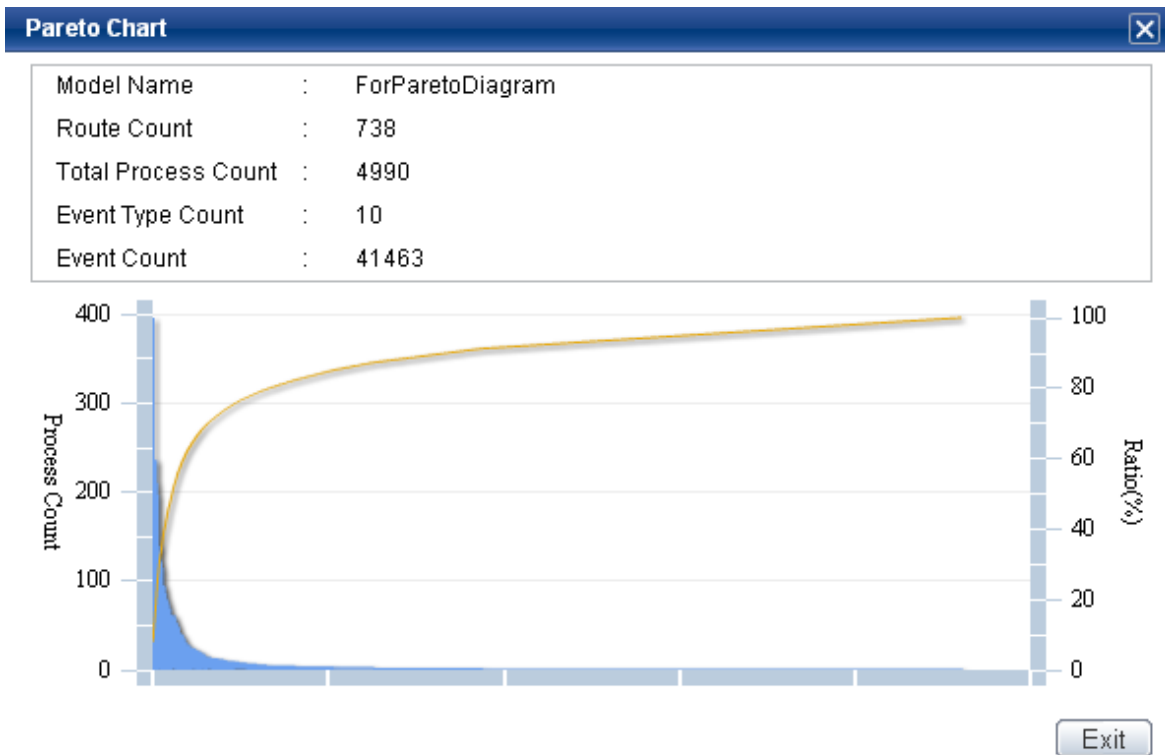 Pareto Chart
Model Name : ForParetoDiagram
Route Count : 738
Total Process Count : 4990
Event Type Count : 10
Event Count : 41463
400
300
200
100
0
Process Count
100
80
60
40
20
0
Ratio(%)
Exit